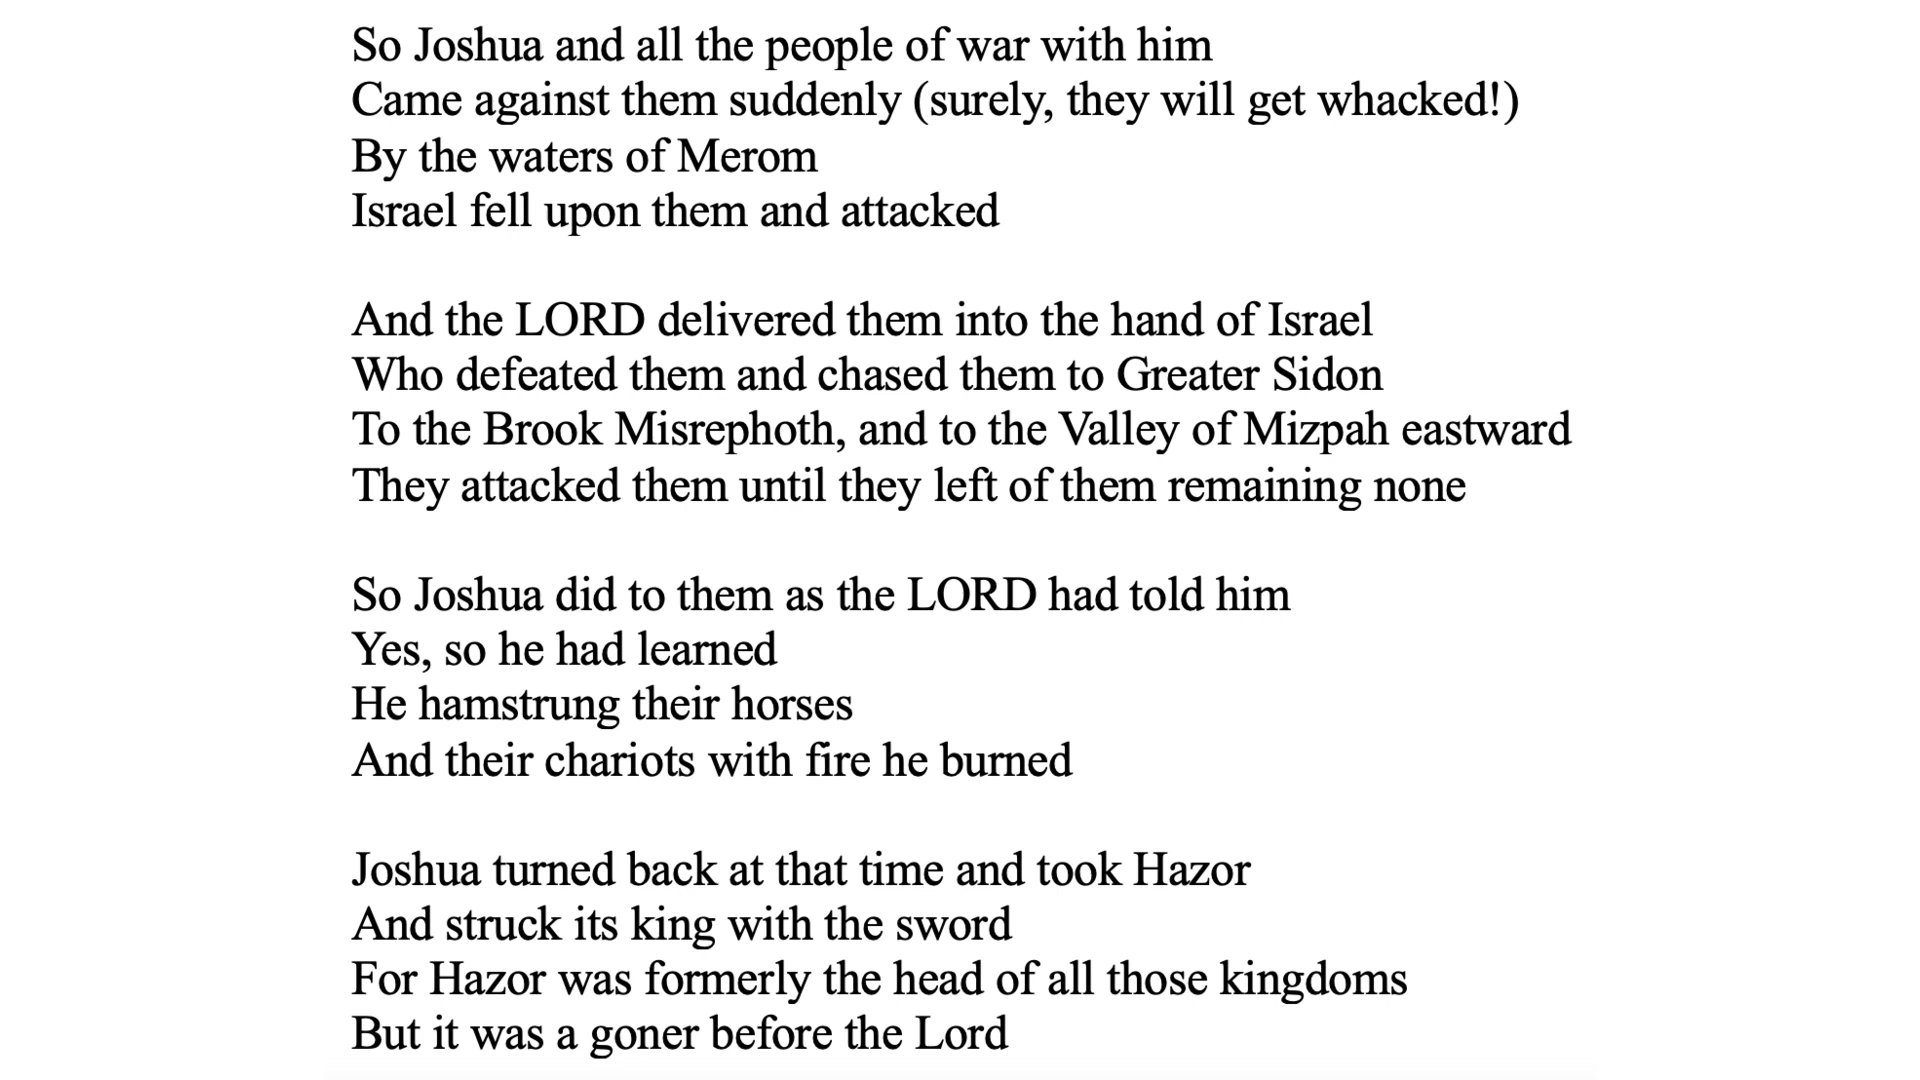 So Joshua and all the people of war with him
Came against them suddenly (surely, they will get whacked!)
By the waters of Merom
Israel fell upon them and attacked

And the LORD delivered them into the hand of Israel
Who defeated them and chased them to Greater Sidon
To the Brook Misrephoth, and to the Valley of Mizpah eastward
They attacked them until they left of them remaining none

So Joshua did to them as the LORD had told him
Yes, so he had learned
He hamstrung their horses
And their chariots with fire he burned

Joshua turned back at that time and took Hazor
And struck its king with the sword
For Hazor was formerly the head of all those kingdoms
But it was a goner before the Lord